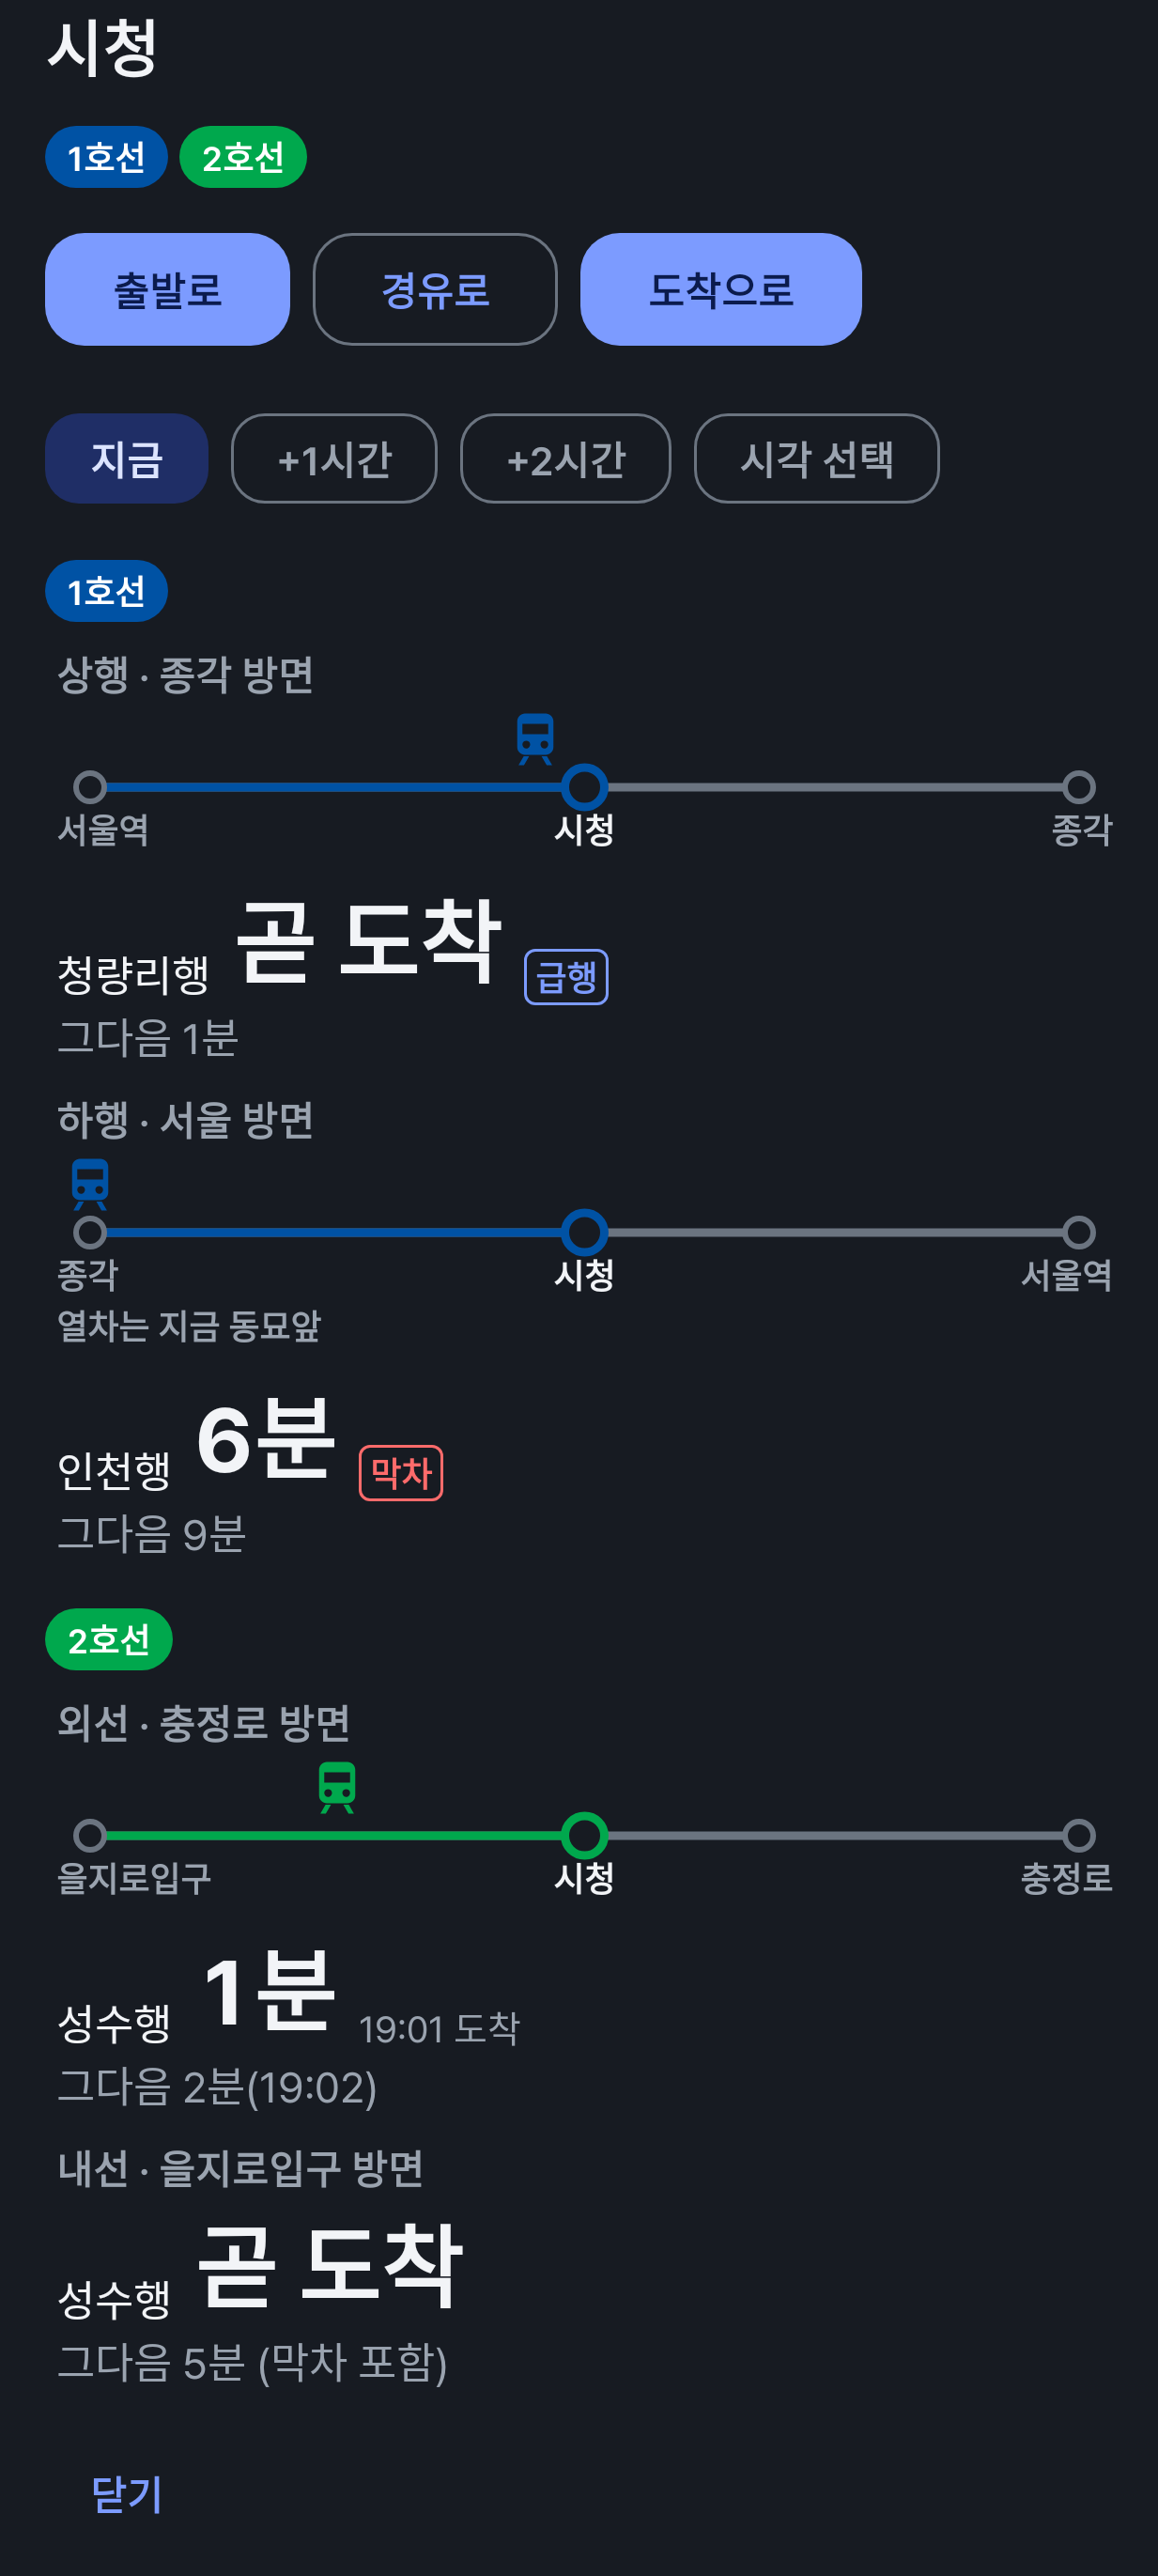 시청
1호선 2호선
출발로 경유로 도착으로
지금 +1시간 +2시간 시각 선택
1호선
상행 · 종각 방면
서울역 시청 종각
청량리행 곧 도착 급행
그다음 1분
하행 · 서울 방면
종각 시청 서울역
열차는 지금 동묘앞
인천행 6분 막차
그다음 9분
2호선
외선 · 충정로 방면
을지로입구 시청 충정로
성수행 1분 19:01 도착
그다음 2분(19:02)
내선 · 을지로입구 방면
성수행 곧 도착
그다음 5분 (막차 포함)
닫기